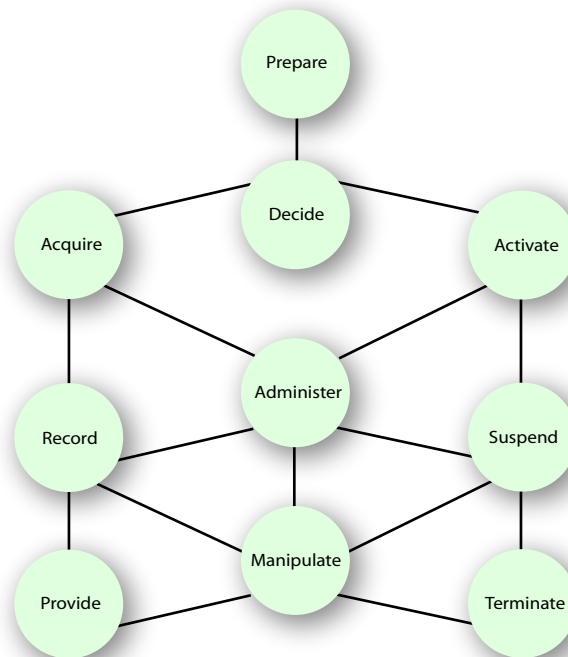 Prepare
Decide
Acquire
Activate
Administer
Record
Suspend
Manipulate
Provide
Terminate